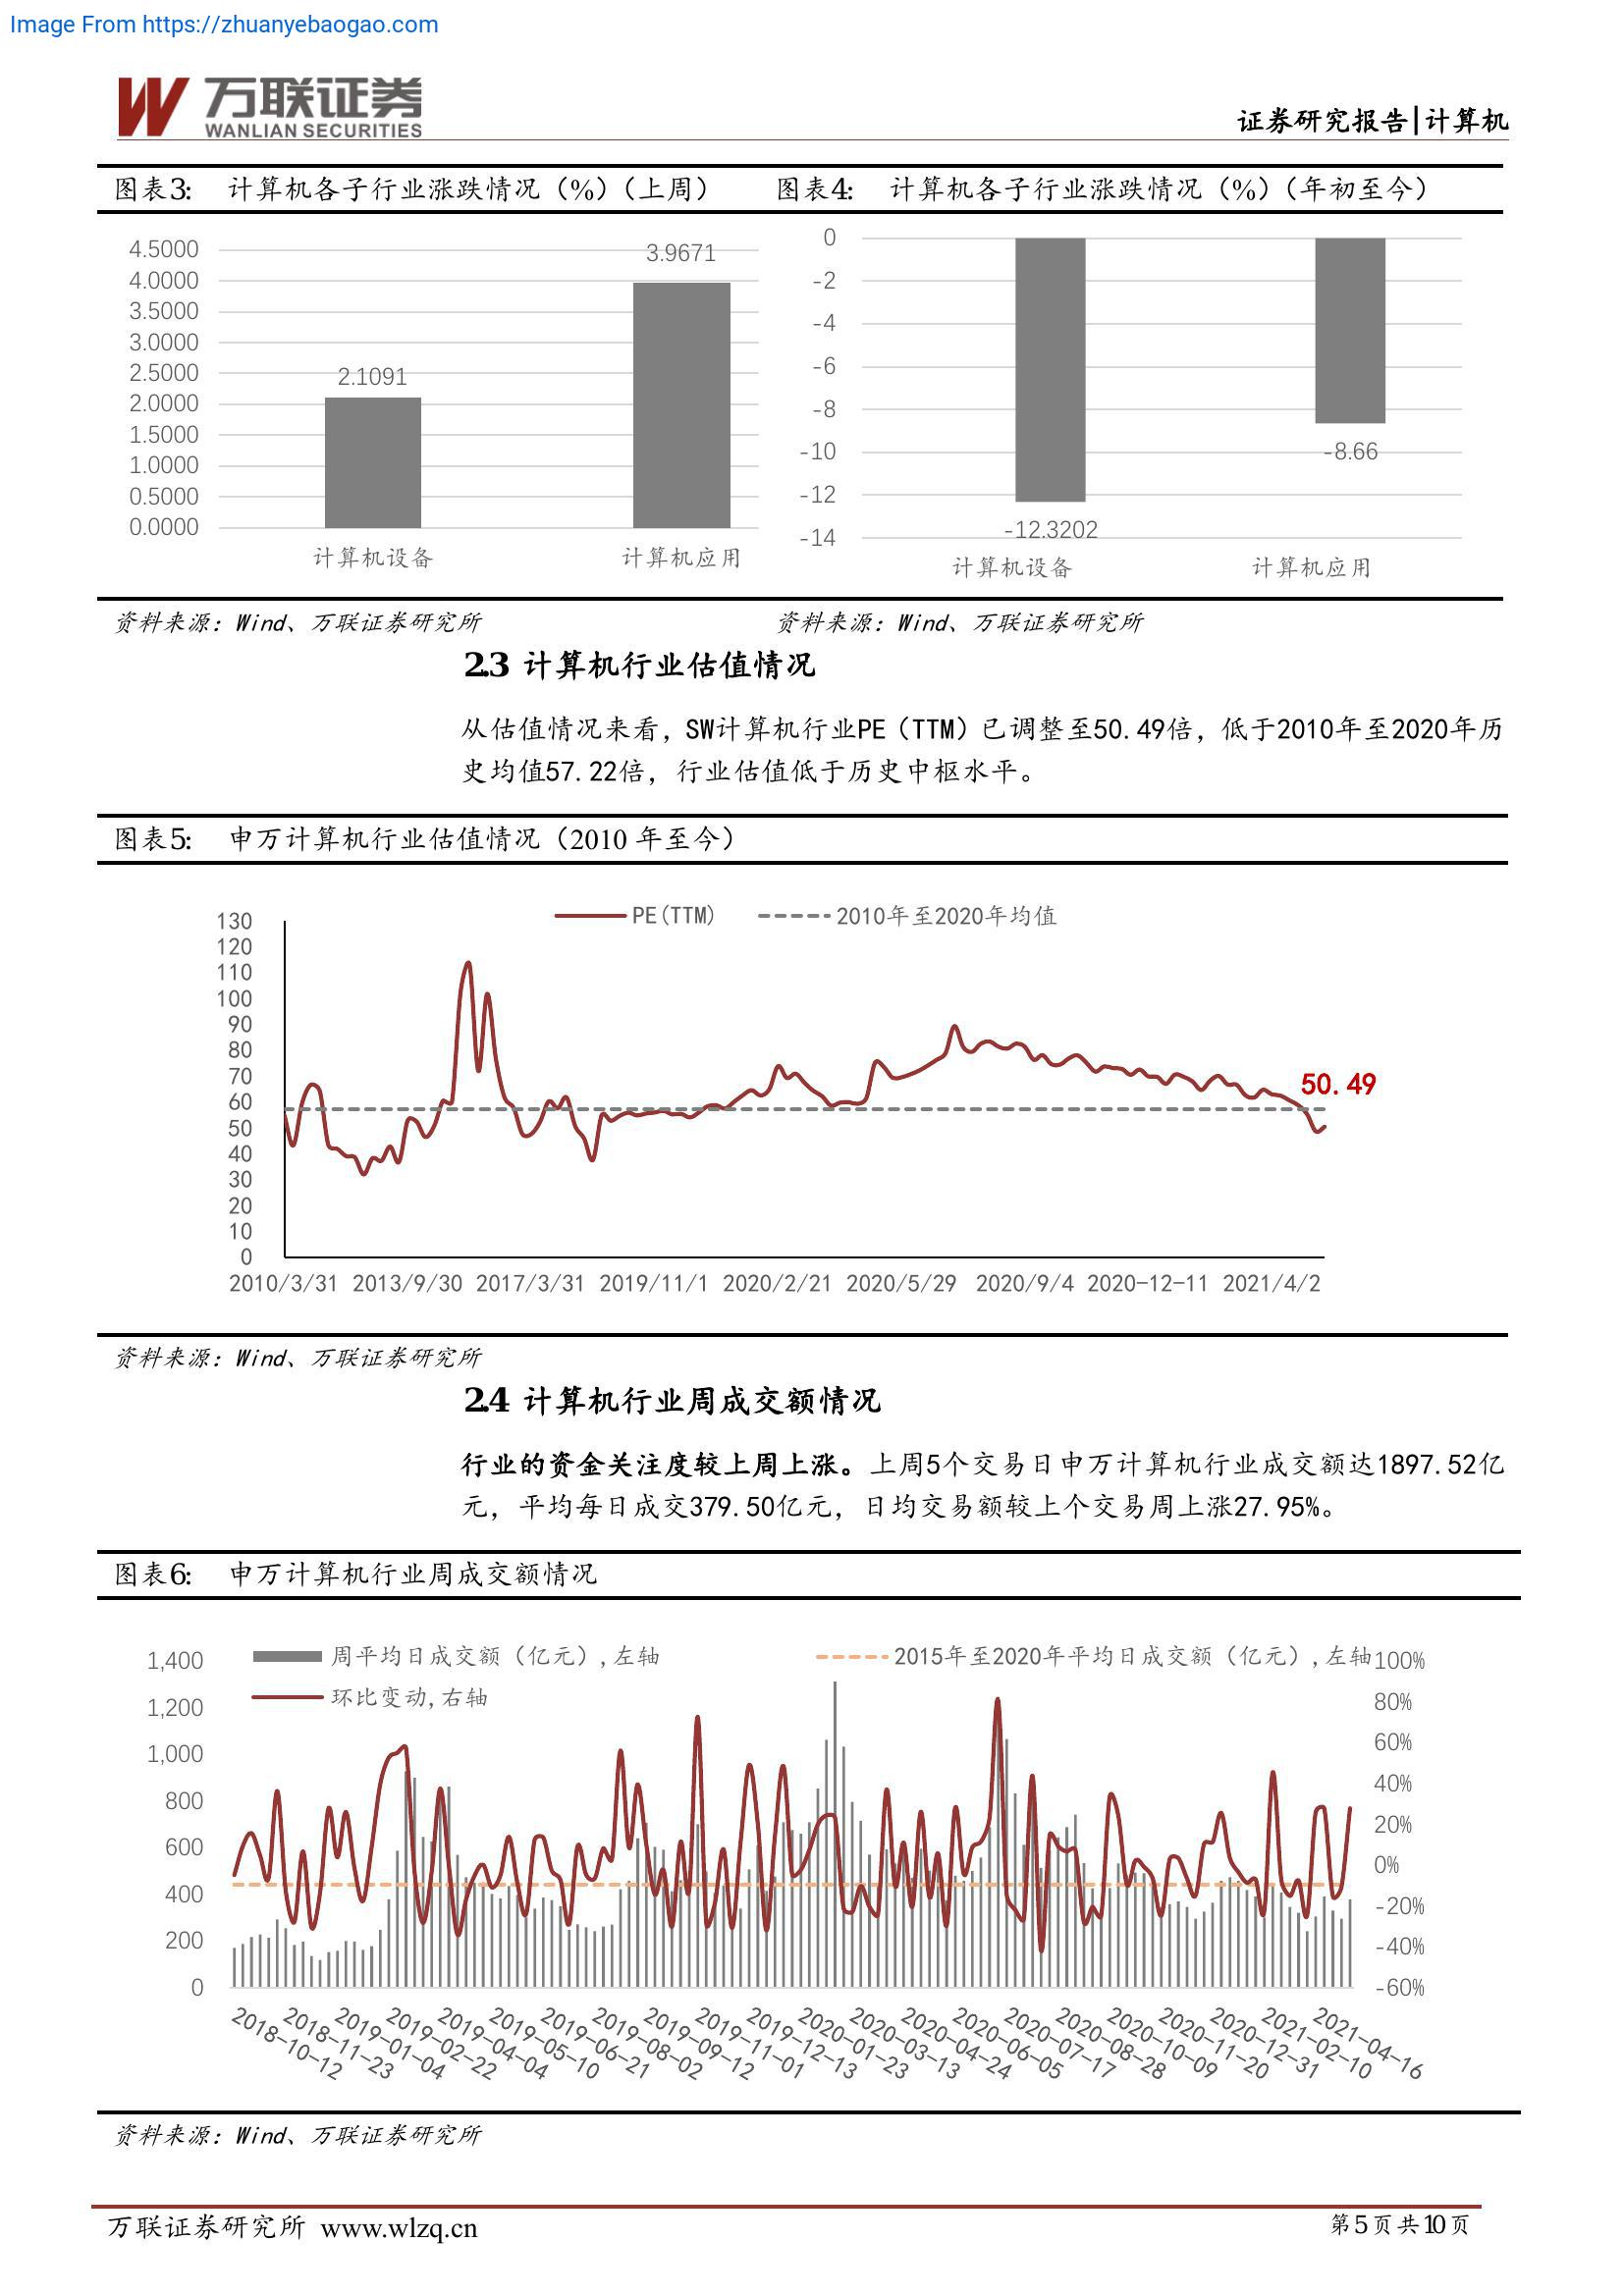 Image From https://zhuanyebaogao.com
万联证券
WANLIAN SECURITIES
证券研究报告|计算机
图表3: 计算机各子行业涨跌情况（%）（上周）
图表4: 计算机各子行业涨跌情况（%）（年初至今）
4.5000
4.0000
3.5000
3.0000
2.5000
2.0000
1.5000
1.0000
0.5000
0.0000
2.1091
3.9671
计算机设备 计算机应用
0
-2
-4
-6
-8
-10
-12
-14
-12.3202
-8.66
计算机设备 计算机应用
资料来源：Wind、万联证券研究所
资料来源：Wind、万联证券研究所
2.3 计算机行业估值情况
从估值情况来看，SW计算机行业PE（TTM）已调整至50.49倍，低于2010年至2020年历
史均值57.22倍，行业估值低于历史中枢水平。
图表5: 申万计算机行业估值情况（2010 年至今）
PE(TTM) 2010年至2020年均值
130
120
110
100
90
80
70
60
50
40
30
20
10
0
50.49
2010/3/31 2013/9/30 2017/3/31 2019/11/1 2020/2/21 2020/5/29 2020/9/4 2020-12-11 2021/4/2
资料来源：Wind、万联证券研究所
2.4 计算机行业周成交额情况
行业的资金关注度较上周上涨。上周5个交易日申万计算机行业成交额达1897.52亿
元，平均每日成交379.50亿元，日均交易额较上个交易周上涨27.95%。
图表6: 申万计算机行业周成交额情况
周平均日成交额（亿元）,左轴 2015年至2020年平均日成交额（亿元）,左轴
环比变动,右轴
1,400
1,200
1,000
800
600
400
200
0
100%
80%
60%
40%
20%
0%
-20%
-40%
-60%
2018-10-12
2018-11-23
2019-01-04
2019-02-22
2019-04-04
2019-05-10
2019-06-21
2019-08-02
2019-09-12
2019-11-01
2019-12-13
2020-01-23
2020-03-13
2020-04-24
2020-06-05
2020-07-17
2020-08-28
2020-10-09
2020-11-20
2020-12-31
2021-02-10
2021-04-16
资料来源：Wind、万联证券研究所
万联证券研究所 www.wlzq.cn
第5页共10页